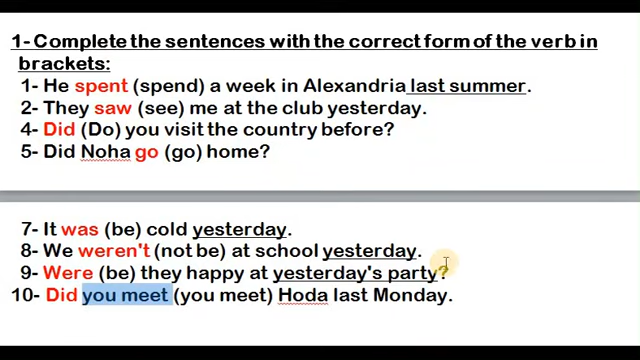 1- Complete the sentences with the correct form of the verb in
brackets:
1- He spent (spend) a week in Alexandria last summer.
2- They saw (see) me at the club yesterday.
4- Did (Do) you visit the country before?
5- Did Noha go (go) home?
7- It was (be) cold yesterday.
8- We weren't (not be) at school yesterday.
9- Were (be) they happy at yesterday's party?
10- Did you meet (you meet) Hoda last Monday.